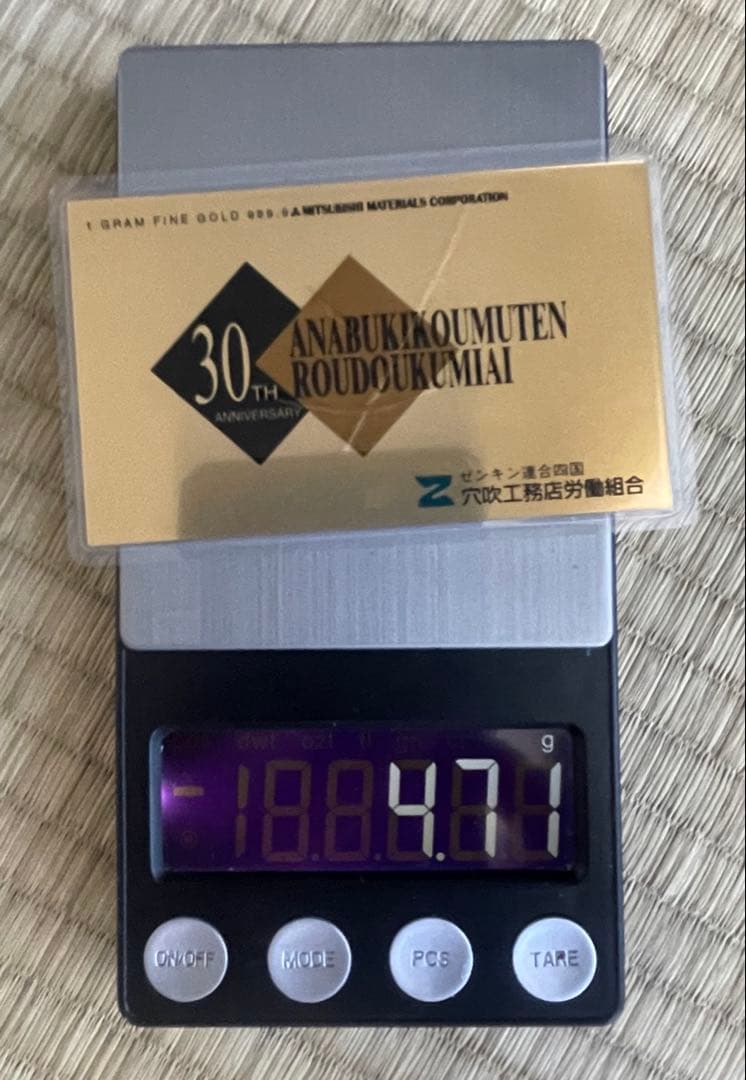 1 GRAM FINE GOLD 999.9 MITSUBISHI MATERIALS CORPORATION
30TH
ANNIVERSARY
ANABUKIKOUMUTEN
ROUDOUKUMIAI
ゼンキン連合四国
穴吹工務店労働組合
g
4.71
ON/OFF MODE PCS TARE